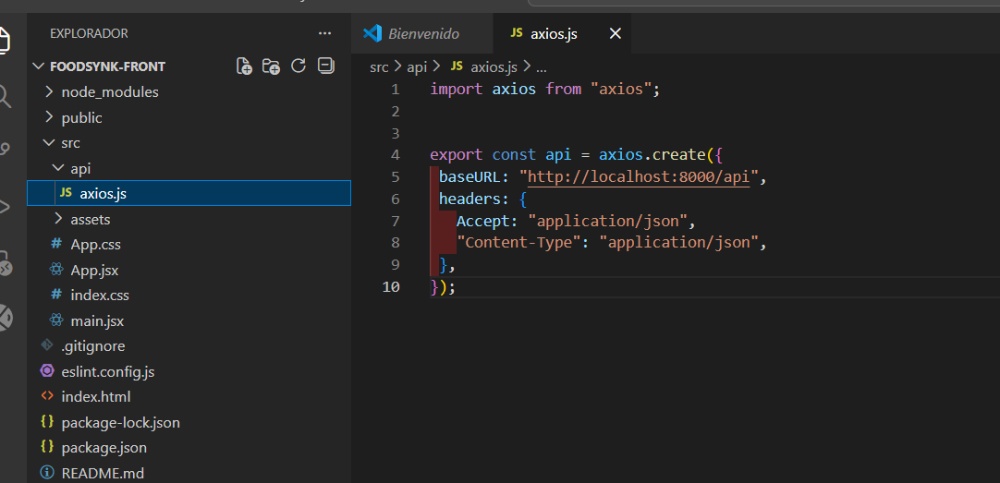 EXPLORADOR
...
Bienvenido
JS axios.js
FOODSYNK-FRONT
node_modules
public
src
api
JS axios.js
assets
# App.css
App.jsx
# index.css
main.jsx
.gitignore
eslint.config.js
<> index.html
{} package-lock.json
{} package.json
README.md
src > api > JS axios.js > ...
1 import axios from "axios";
2
3
4 export const api = axios.create({
5 baseURL: "http://localhost:8000/api",
6 headers: {
7 Accept: "application/json",
8 "Content-Type": "application/json",
9 },
10 });